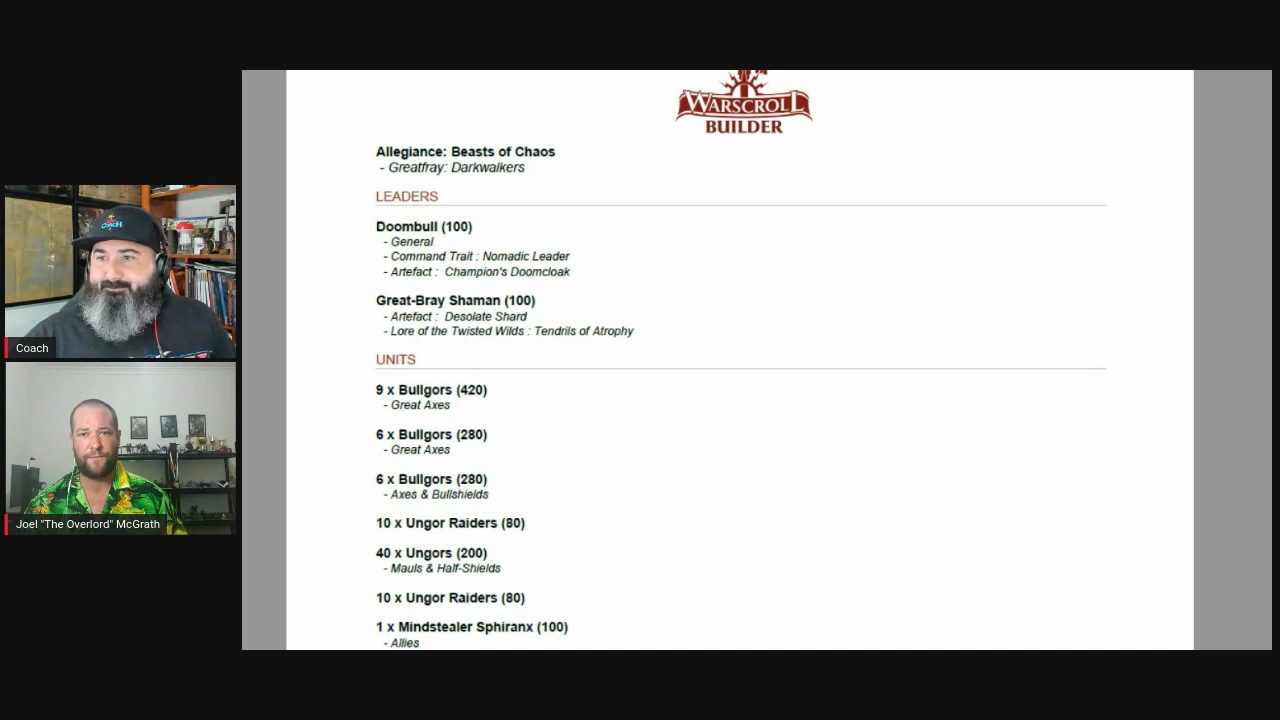 WARSCROLL
BUILDER
Allegiance: Beasts of Chaos
- Greatfray: Darkwalkers
LEADERS
Doombull (100)
- General
- Command Trait : Nomadic Leader
- Artefact : Champion's Doomcloak
Great-Bray Shaman (100)
- Artefact : Desolate Shard
- Lore of the Twisted Wilds : Tendrils of Atrophy
UNITS
9 x Bullgors (420)
- Great Axes
6 x Bullgors (280)
- Great Axes
6 x Bullgors (280)
- Axes & Bullshields
10 x Ungor Raiders (80)
40 x Ungors (200)
- Mauls & Half-Shields
10 x Ungor Raiders (80)
1 x Mindstealer Sphiranx (100)
- Allies
COACH
Coach
Joel "The Overlord" McGrath